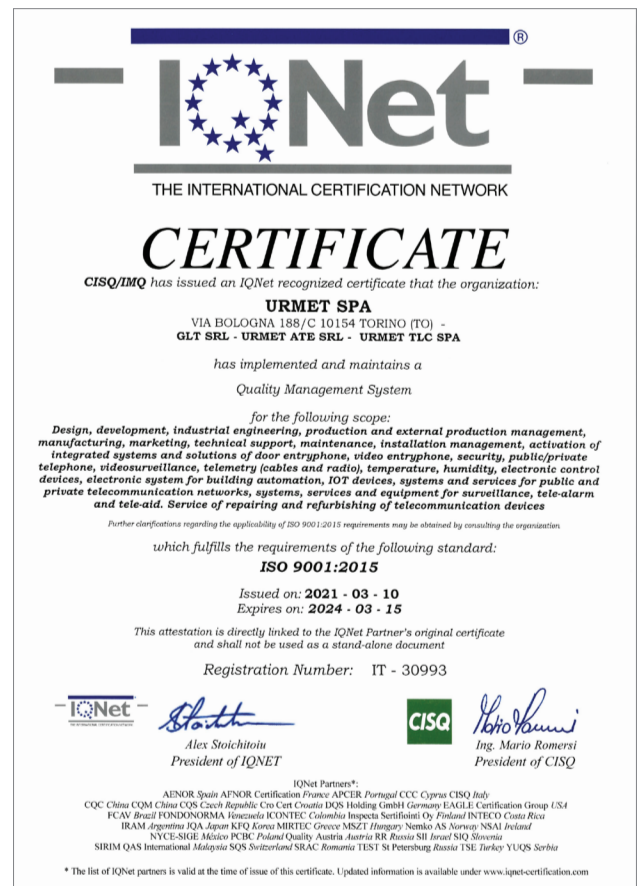 IQNet ®
THE INTERNATIONAL CERTIFICATION NETWORK
CERTIFICATE
CISQ/IMQ has issued an IQNet recognized certificate that the organization:
URMET SPA
VIA BOLOGNA 188/C 10154 TORINO (TO) -
GLT SRL - URMET ATE SRL - URMET TLC SPA
has implemented and maintains a
Quality Management System
for the following scope:
Design, development, industrial engineering, production and external production management,
manufacturing, marketing, technical support, maintenance, installation management, activation of
integrated systems and solutions of door entryphone, video entryphone, security, public/private
telephone, videosurveillance, telemetry (cables and radio), temperature, humidity, electronic control
devices, electronic system for building automation, IOT devices, systems and services for public and
private telecommunication networks, systems, services and equipment for surveillance, tele-alarm
and tele-aid. Service of repairing and refurbishing of telecommunication devices
Further clarifications regarding the applicability of ISO 9001:2015 requirements may be obtained by consulting the organization
which fulfills the requirements of the following standard:
ISO 9001:2015
Issued on: 2021 - 03 - 10
Expires on: 2024 - 03 - 15
This attestation is directly linked to the IQNet Partner's original certificate
and shall not be used as a stand-alone document
Registration Number: IT - 30993
IQNet
CISQ
Alex Stoichitoiu
President of IQNET
Ing. Mario Romersi
President of CISQ
IQNet Partners*:
AENOR Spain AFNOR Certification France APCER Portugal CCC Cyprus CISQ Italy
CQC China CQM China CQS Czech Republic Cro Cert Croatia DQS Holding GmbH Germany EAGLE Certification Group USA
FCAV Brazil FONDONORMA Venezuela ICONTEC Colombia Inspecta Sertifiointi Oy Finland INTECO Costa Rica
IRAM Argentina JQA Japan KFQ Korea MIRTEC Greece MSZT Hungary Nemko AS Norway NSAI Ireland
NYCE-SIGE México PCBC Poland Quality Austria Austria RR Russia SII Israel SIQ Slovenia
SIRIM QAS International Malaysia SQS Switzerland SRAC Romania TEST St Petersburg Russia TSE Turkey YUQS Serbia
* The list of IQNet partners is valid at the time of issue of this certificate. Updated information is available under www.iqnet-certification.com